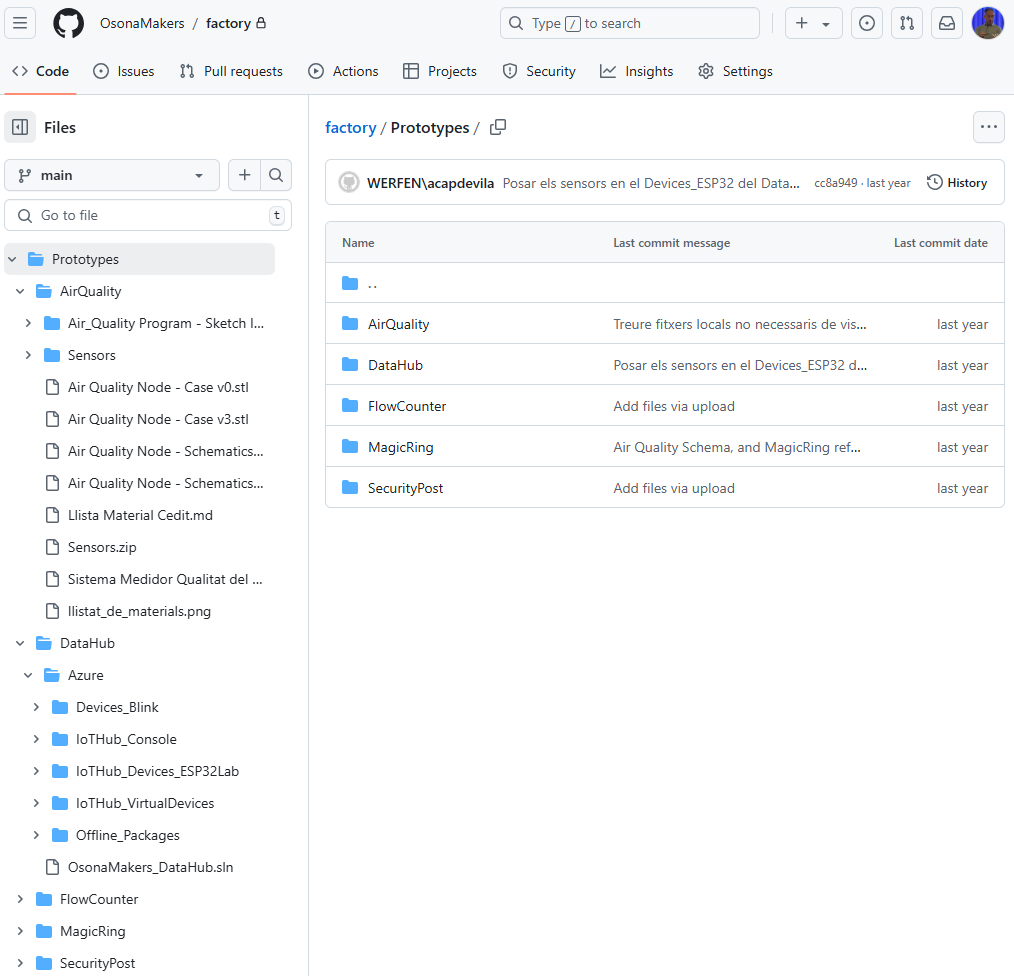 OsonaMakers / factory
Type / to search
Code
Issues
Pull requests
Actions
Projects
Security
Insights
Settings
Files
main
Go to file
t
Prototypes
AirQuality
Air_Quality Program - Sketch I...
Sensors
Air Quality Node - Case v0.stl
Air Quality Node - Case v3.stl
Air Quality Node - Schematics...
Air Quality Node - Schematics...
Llista Material Cedit.md
Sensors.zip
Sistema Medidor Qualitat del ...
llistat_de_materials.png
DataHub
Azure
Devices_Blink
IoTHub_Console
IoTHub_Devices_ESP32Lab
IoTHub_VirtualDevices
Offline_Packages
OsonaMakers_DataHub.sln
FlowCounter
MagicRing
SecurityPost
factory / Prototypes /
WERFEN\acapdevila Posar els sensors en el Devices_ESP32 del Data... cc8a949 · last year History
Name Last commit message Last commit date
..
AirQuality Treure fitxers locals no necessaris de vis... last year
DataHub Posar els sensors en el Devices_ESP32 d... last year
FlowCounter Add files via upload last year
MagicRing Air Quality Schema, and MagicRing ref... last year
SecurityPost Add files via upload last year